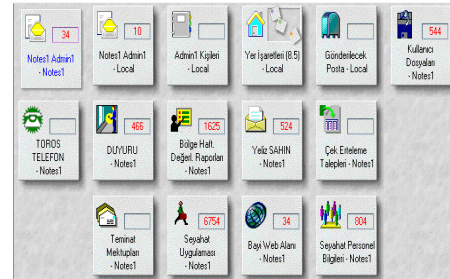 34
Notes1 Admin1
- Notes1
10
Notes1 Admin1
- Local
Admin1 Kişileri
- Local
Yer İşaretleri (8.5)
- Local
Gönderilecek
Posta - Local
544
Kullanıcı
Dosyaları
- Notes1
TOROS
TELEFON
- Notes1
466
DUYURU
- Notes1
1625
Bölge Haft.
Değerl. Raporları
- Notes1
524
Yeliz SAHIN
- Notes1
Çek Erteleme
Talepleri - Notes1
Teminat
Mektupları
- Notes1
6754
Seyahat
Uygulaması
- Notes1
34
Bayi Web Alanı
- Notes1
804
Seyahat Personel
Bilgileri - Notes1